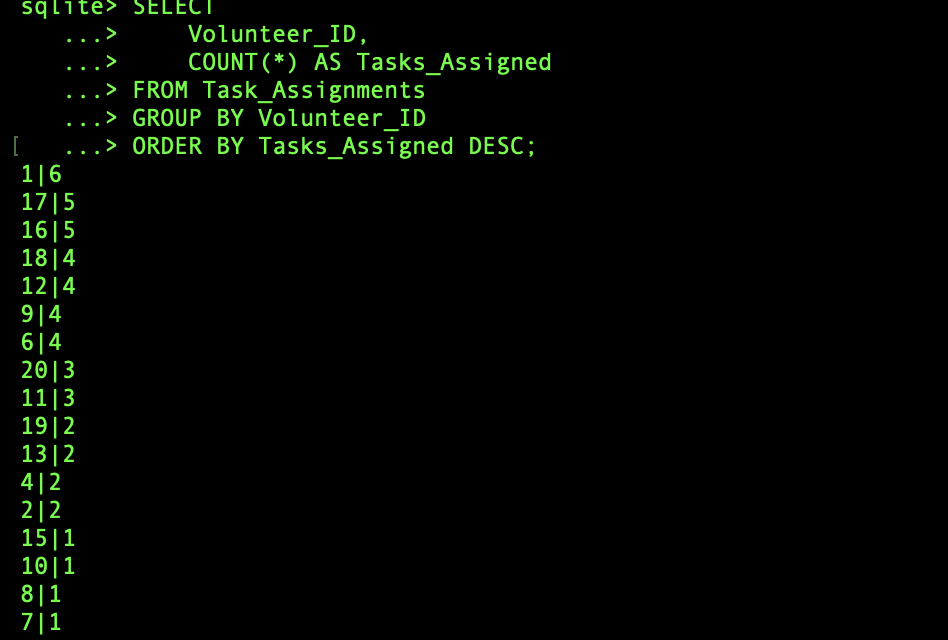 sqlite> SELECT
...> Volunteer_ID,
...> COUNT(*) AS Tasks_Assigned
...> FROM Task_Assignments
...> GROUP BY Volunteer_ID
[ ...> ORDER BY Tasks_Assigned DESC;
1|6
17|5
16|5
18|4
12|4
9|4
6|4
20|3
11|3
19|2
13|2
4|2
2|2
15|1
10|1
8|1
7|1